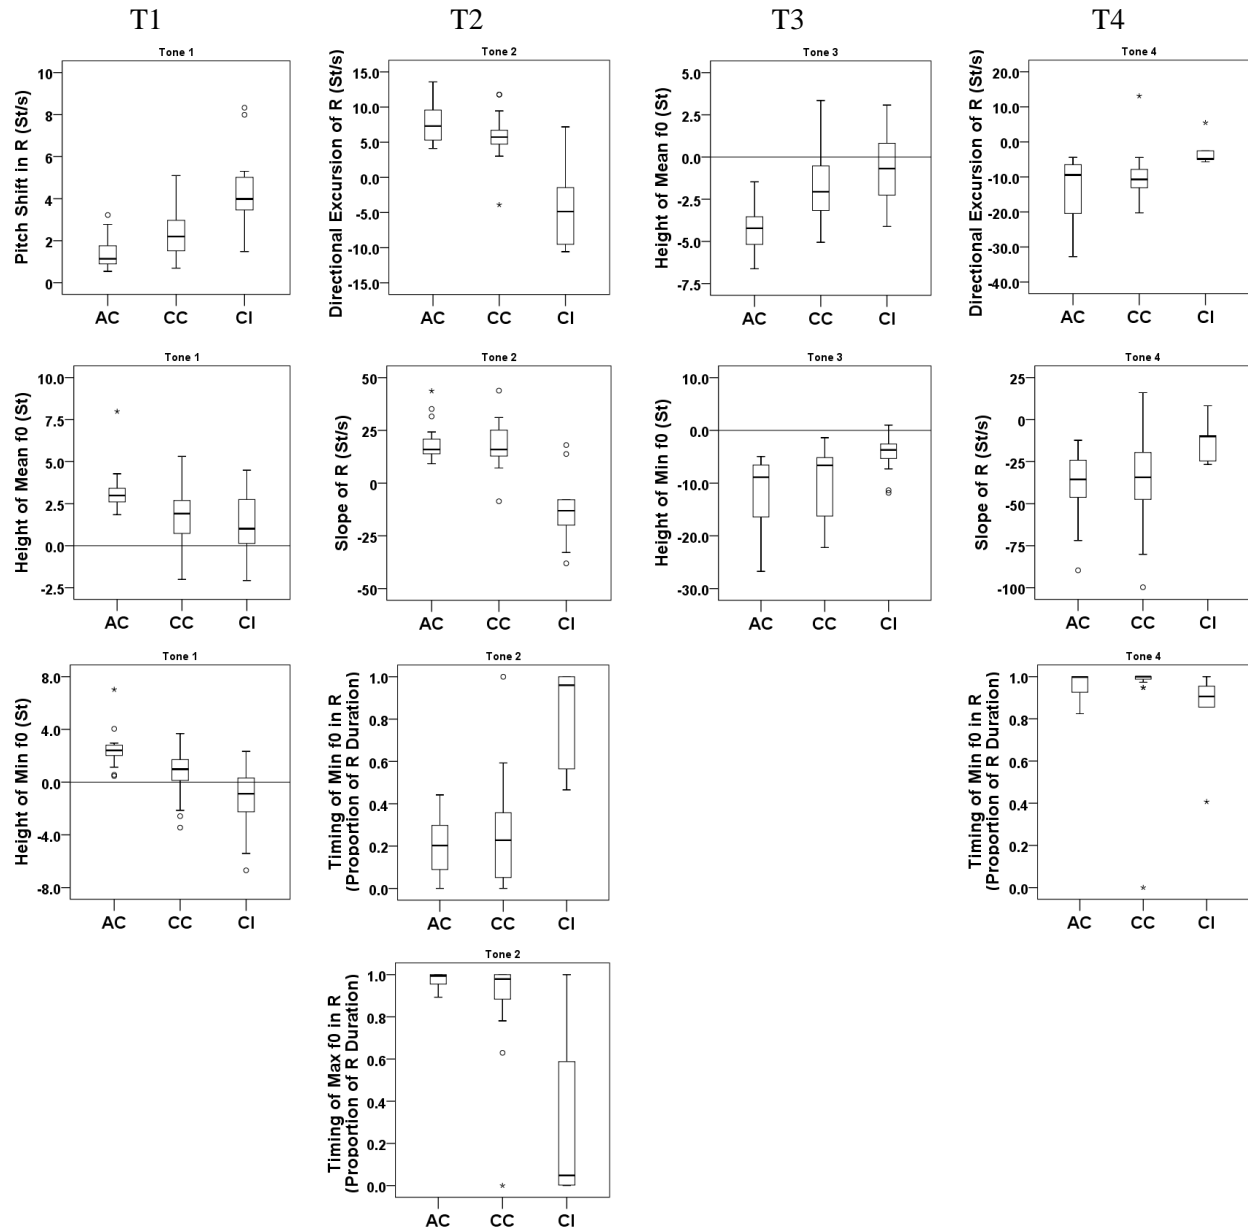 T1 T2 T3 T4
Tone 1
Pitch Shift in R (St/s)
10
8
6
4
2
0
AC CC CI
Tone 2
Directional Excursion of R (St/s)
15.0
10.0
5.0
0.0
-5.0
-10.0
-15.0
AC CC CI
Tone 3
Height of Mean f0 (St)
5.0
2.5
0.0
-2.5
-5.0
-7.5
AC CC CI
Tone 4
Directional Excursion of R (St/s)
20.0
10.0
0.0
-10.0
-20.0
-30.0
-40.0
AC CC CI
Tone 1
Height of Mean f0 (St)
10.0
7.5
5.0
2.5
0.0
-2.5
AC CC CI
Tone 2
Slope of R (St/s)
50
25
0
-25
-50
AC CC CI
Tone 3
Height of Min f0 (St)
10.0
0.0
-10.0
-20.0
-30.0
AC CC CI
Tone 4
Slope of R (St/s)
25
0
-25
-50
-75
-100
AC CC CI
Tone 1
Height of Min f0 (St)
8.0
4.0
0.0
-4.0
-8.0
AC CC CI
Tone 2
Timing of Min f0 in R
(Proportion of R Duration)
1.0
0.8
0.6
0.4
0.2
0.0
AC CC CI
Tone 4
Timing of Min f0 in R
(Proportion of R Duration)
1.0
0.8
0.6
0.4
0.2
0.0
AC CC CI
Tone 2
Timing of Max f0 in R
(Proportion of R Duration)
1.0
0.8
0.6
0.4
0.2
0.0
AC CC CI